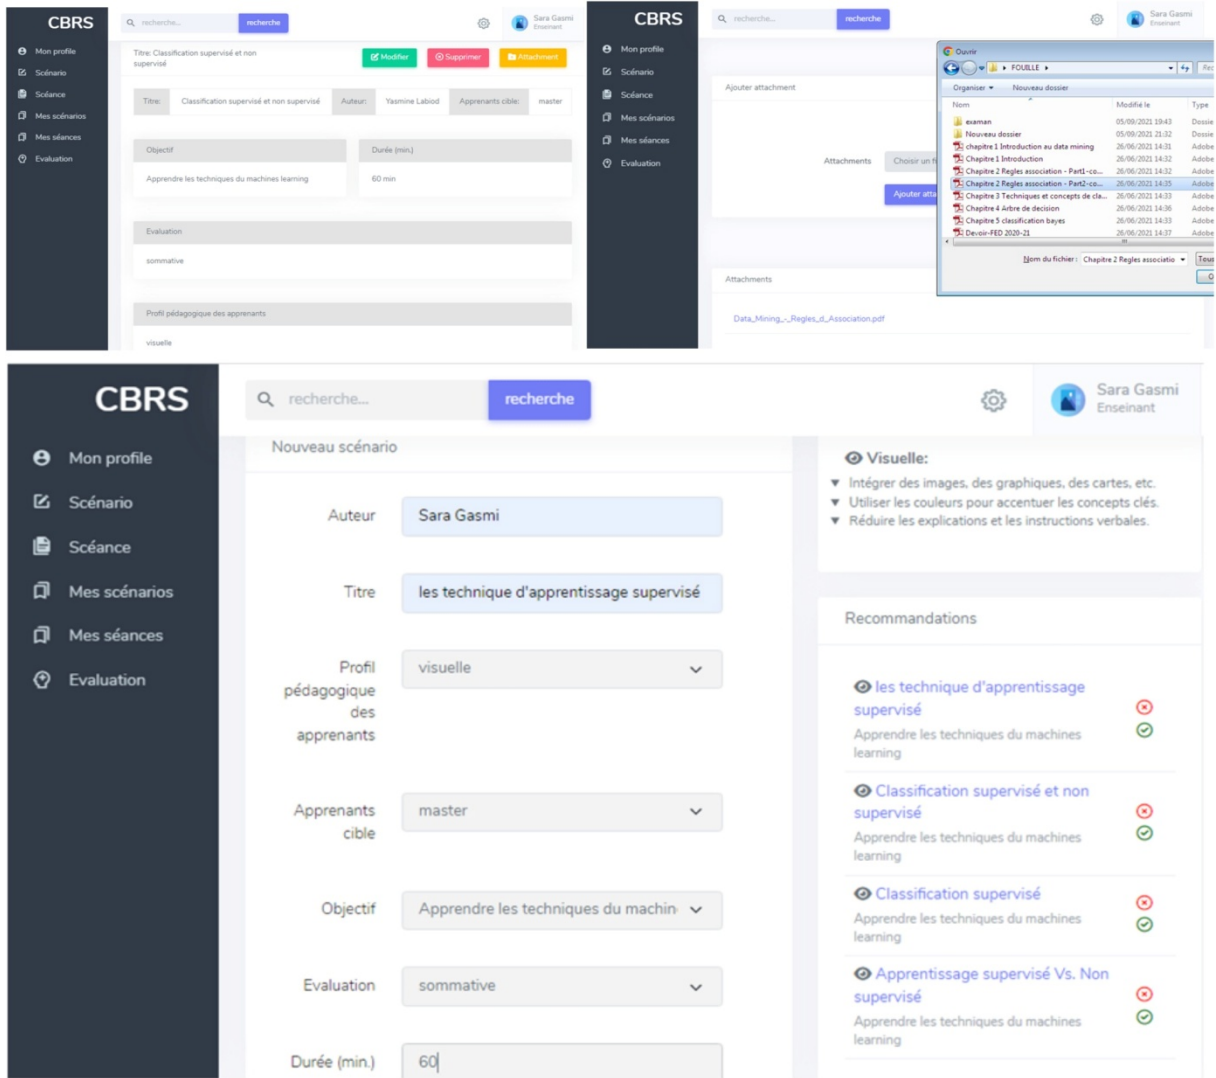 CBRS
recherche...
recherche
Sara Gasmi
Enseinant
Mon profile
Scénario
Scéance
Mes scénarios
Mes séances
Evaluation
Titre: Classification supervisé et non
supervisé
Modifier
Supprimer
Attachment
Titre:
Classification supervisé et non supervisé
Auteur:
Yasmine Labiod
Apprenants cible:
master
Objectif
Durée (min.)
Apprendre les techniques du machines learning
60 min
Evaluation
sommative
Profil pédagogique des apprenants
visuelle
CBRS
recherche...
recherche
Sara Gasmi
Enseinant
Mon profile
Scénario
Scéance
Mes scénarios
Mes séances
Evaluation
Ajouter attachment
Attachments
Choisir un fi
Ajouter atta
Attachments
Data_Mining_-_Regles_d_Association.pdf
Ouvrir
FOUILLE
Rec
Organiser
Nouveau dossier
Nom
Modifié le
Type
examan 05/09/2021 19:43 Dossie
Nouveau dossier 05/09/2021 21:32 Dossie
chapitre 1 Introduction au data mining 26/06/2021 14:31 Adobe
Chapitre 1 Introduction 26/06/2021 14:32 Adobe
Chapitre 2 Regles association - Part1-co... 26/06/2021 14:32 Adobe
Chapitre 2 Regles association - Part2-co... 26/06/2021 14:35 Adobe
Chapitre 3 Techniques et concepts de cla... 26/06/2021 14:33 Adobe
Chapitre 4 Arbre de decision 26/06/2021 14:36 Adobe
Chapitre 5 classification bayes 26/06/2021 14:33 Adobe
Devoir-FED 2020-21 26/06/2021 14:37 Adobe
Nom du fichier : Chapitre 2 Regles associatio
Tous
O
CBRS
recherche...
recherche
Sara Gasmi
Enseinant
Mon profile
Scénario
Scéance
Mes scénarios
Mes séances
Evaluation
Nouveau scénario
Auteur
Sara Gasmi
Titre
les technique d'apprentissage supervisé
Profil
pédagogique
des
apprenants
visuelle
Apprenants
cible
master
Objectif
Apprendre les techniques du machin
Evaluation
sommative
Durée (min.)
60
Visuelle:
Intégrer des images, des graphiques, des cartes, etc.
Utiliser les couleurs pour accentuer les concepts clés.
Réduire les explications et les instructions verbales.
Recommandations
les technique d'apprentissage
supervisé
Apprendre les techniques du machines
learning
Classification supervisé et non
supervisé
Apprendre les techniques du machines
learning
Classification supervisé
Apprendre les techniques du machines
learning
Apprentissage supervisé Vs. Non
supervisé
Apprendre les techniques du machines
learning